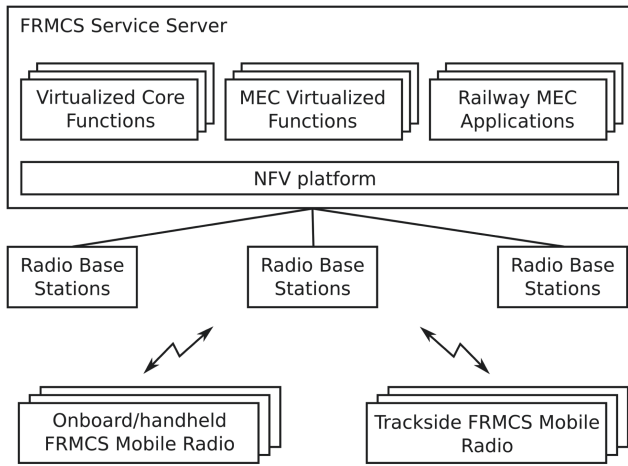 FRMCS Service Server
Virtualized Core
Functions
MEC Virtualized
Functions
Railway MEC
Applications
NFV platform
Radio Base
Stations
Radio Base
Stations
Radio Base
Stations
Onboard/handheld
FRMCS Mobile Radio
Trackside FRMCS Mobile
Radio